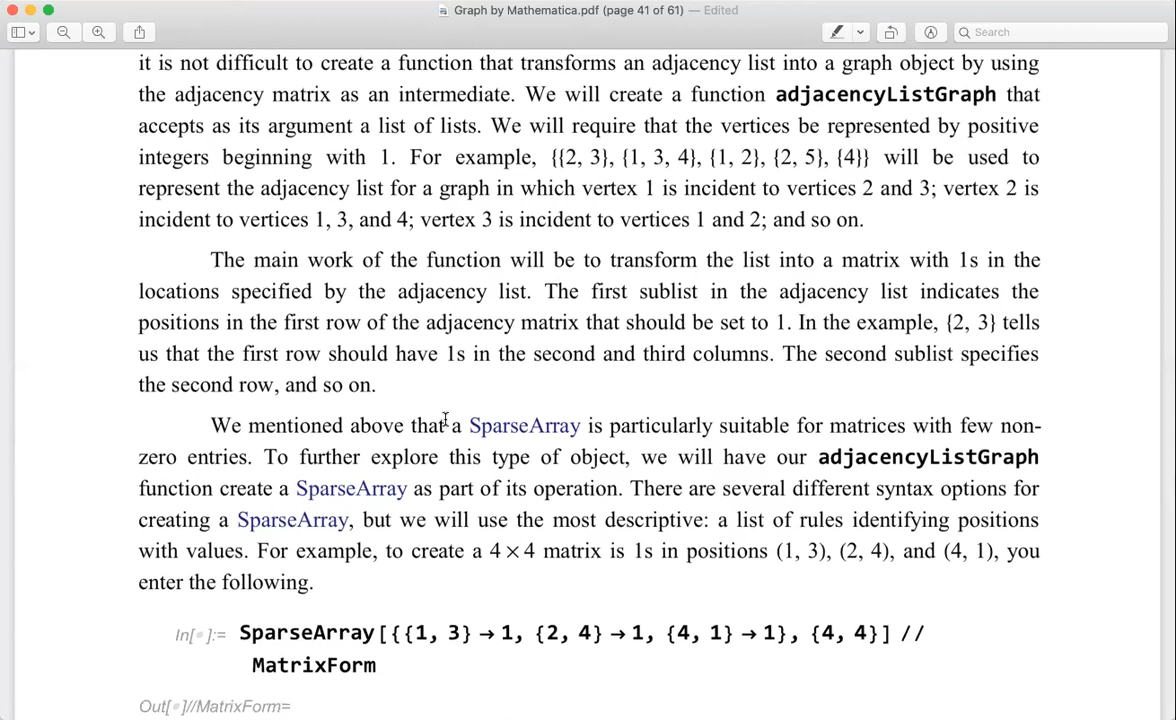 Graph by Mathematica.pdf (page 41 of 61) — Edited
Search
it is not difficult to create a function that transforms an adjacency list into a graph object by using
the adjacency matrix as an intermediate. We will create a function adjacencyListGraph that
accepts as its argument a list of lists. We will require that the vertices be represented by positive
integers beginning with 1. For example, {{2, 3}, {1, 3, 4}, {1, 2}, {2, 5}, {4}} will be used to
represent the adjacency list for a graph in which vertex 1 is incident to vertices 2 and 3; vertex 2 is
incident to vertices 1, 3, and 4; vertex 3 is incident to vertices 1 and 2; and so on.
The main work of the function will be to transform the list into a matrix with 1s in the
locations specified by the adjacency list. The first sublist in the adjacency list indicates the
positions in the first row of the adjacency matrix that should be set to 1. In the example, {2, 3} tells
us that the first row should have 1s in the second and third columns. The second sublist specifies
the second row, and so on.
We mentioned above that a SparseArray is particularly suitable for matrices with few non-
zero entries. To further explore this type of object, we will have our adjacencyListGraph
function create a SparseArray as part of its operation. There are several different syntax options for
creating a SparseArray, but we will use the most descriptive: a list of rules identifying positions
with values. For example, to create a 4 × 4 matrix is 1s in positions (1, 3), (2, 4), and (4, 1), you
enter the following.
In[ ]:= SparseArray[{{1, 3} → 1, {2, 4} → 1, {4, 1} → 1}, {4, 4}] //
MatrixForm
Out[ ]//MatrixForm=